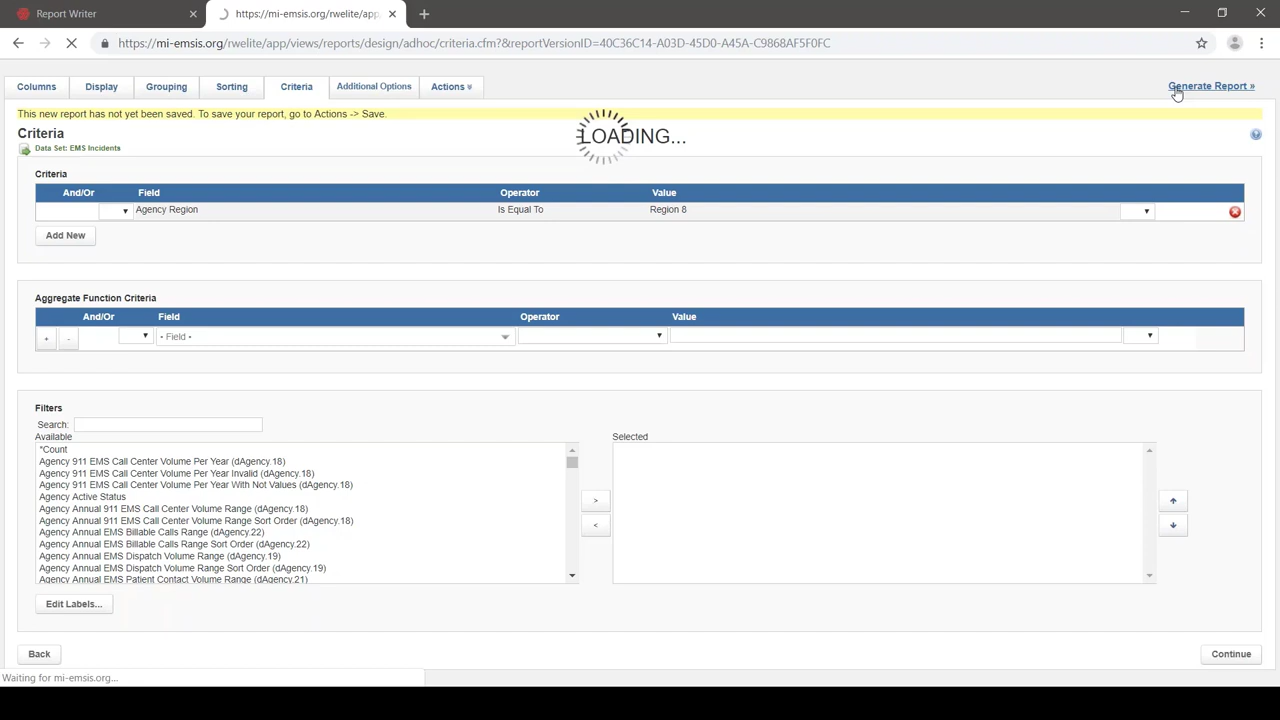 Report Writer
https://mi-emsis.org/rwelite/app
https://mi-emsis.org/rwelite/app/views/reports/design/adhoc/criteria.cfm?&reportVersionID=40C36C14-A03D-45D0-A45A-C9868AF5F0FC
Columns Display Grouping Sorting Criteria Additional Options Actions Generate Report »
This new report has not yet been saved. To save your report, go to Actions -> Save.
LOADING...
Criteria
Data Set: EMS Incidents
Criteria
And/Or Field Operator Value
Agency Region Is Equal To Region 8
Add New
Aggregate Function Criteria
And/Or Field Operator Value
+ - • Field •
Filters
Search:
Available Selected
*Count
Agency 911 EMS Call Center Volume Per Year (dAgency.18)
Agency 911 EMS Call Center Volume Per Year Invalid (dAgency.18)
Agency 911 EMS Call Center Volume Per Year With Not Values (dAgency.18)
Agency Active Status
Agency Annual 911 EMS Call Center Volume Range (dAgency.18)
Agency Annual 911 EMS Call Center Volume Range Sort Order (dAgency.18)
Agency Annual EMS Billable Calls Range (dAgency.22)
Agency Annual EMS Billable Calls Range Sort Order (dAgency.22)
Agency Annual EMS Dispatch Volume Range (dAgency.19)
Agency Annual EMS Dispatch Volume Range Sort Order (dAgency.19)
Agency Annual EMS Patient Contact Volume Range (dAgency.21)
>
<
Edit Labels...
Back Continue
Waiting for mi-emsis.org...